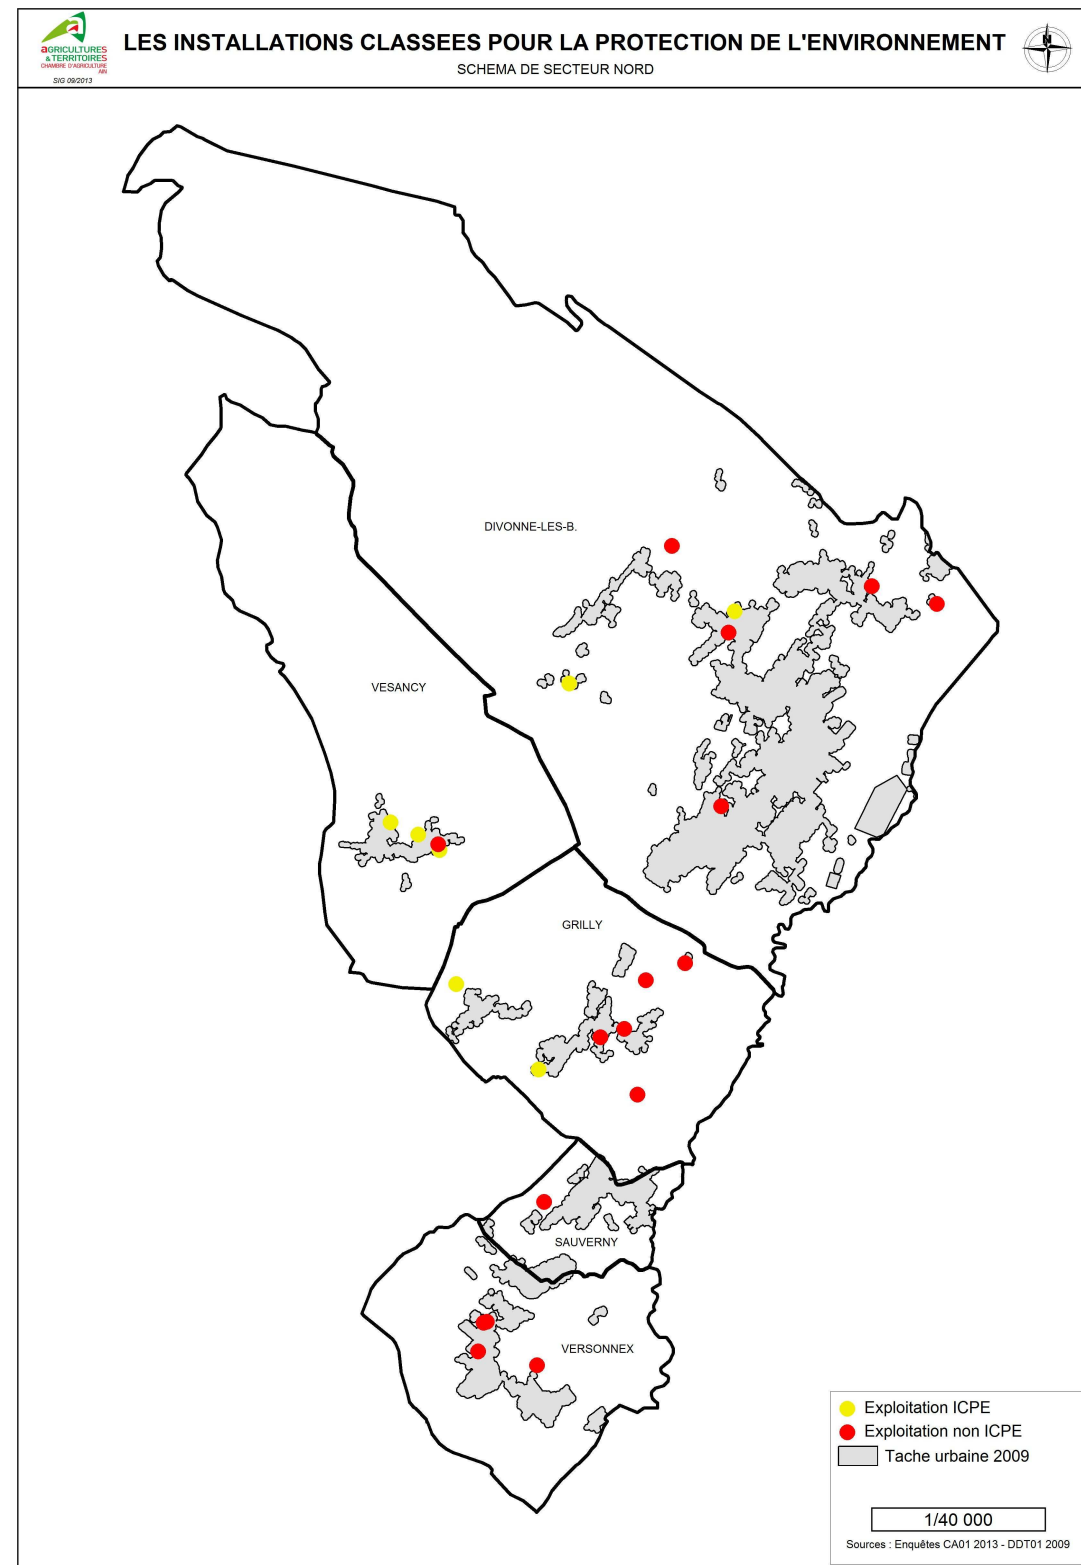 aGRICULTURES
& TERRITOIRES
CHAMBRE D'AGRICULTURE
AIN
SIG 09/2013
LES INSTALLATIONS CLASSEES POUR LA PROTECTION DE L'ENVIRONNEMENT
SCHEMA DE SECTEUR NORD
N
DIVONNE-LES-B.
VESANCY
GRILLY
SAUVERNY
VERSONNEX
Exploitation ICPE
Exploitation non ICPE
Tache urbaine 2009
1/40 000
Sources : Enquêtes CA01 2013 - DDT01 2009